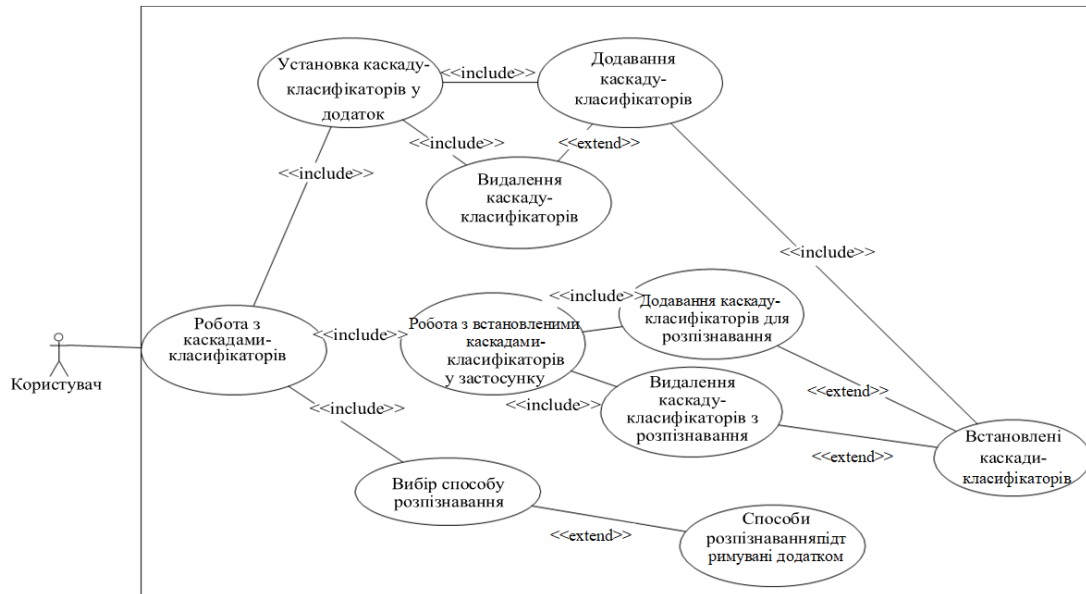 Установка каскаду-
класифікаторів у
додаток
<<include>>
Додавання
каскаду-
класифікаторів
<<include>>
<<extend>>
<<include>>
Видалення
каскаду-
класифікаторів
<<include>>
Робота з
каскадами-
класифікаторів
<<include>>
Робота з встановленими
каскадами-
класифікаторів
у застосунку
<<include>>
Додавання каскаду-
класифікаторів для
розпізнавання
Користувач
<<include>>
Видалення
каскаду-
класифікаторів з
розпізнавання
<<extend>>
<<include>>
<<extend>>
Встановлені
каскади-
класифікаторів
Вибір способу
розпізнавання
<<extend>>
Способи
розпізнаванняпідт
римувані додатком